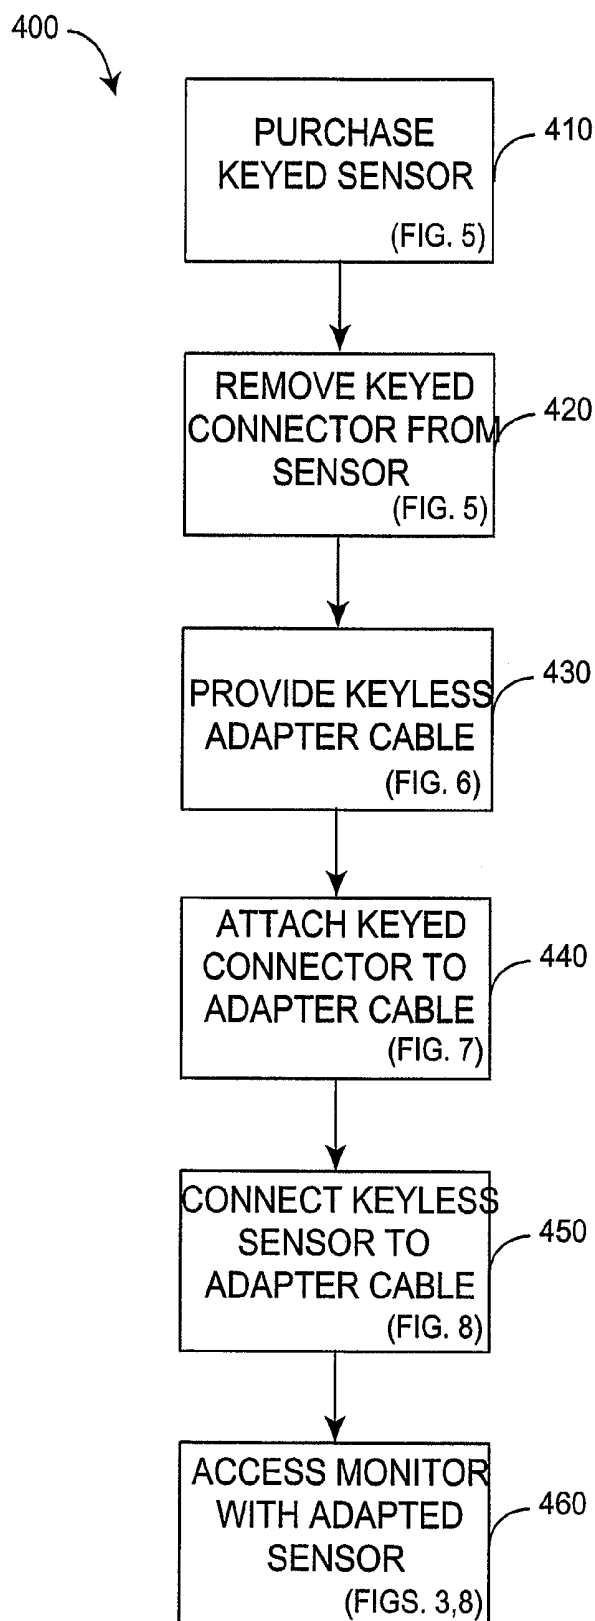 400
PURCHASE
KEYED SENSOR
(FIG. 5)
410
REMOVE KEYED
CONNECTOR FROM
SENSOR
(FIG. 5)
420
PROVIDE KEYLESS
ADAPTER CABLE
(FIG. 6)
430
ATTACH KEYED
CONNECTOR TO
ADAPTER CABLE
(FIG. 7)
440
CONNECT KEYLESS
SENSOR TO
ADAPTER CABLE
(FIG. 8)
450
ACCESS MONITOR
WITH ADAPTED
SENSOR
(FIGS. 3,8)
460